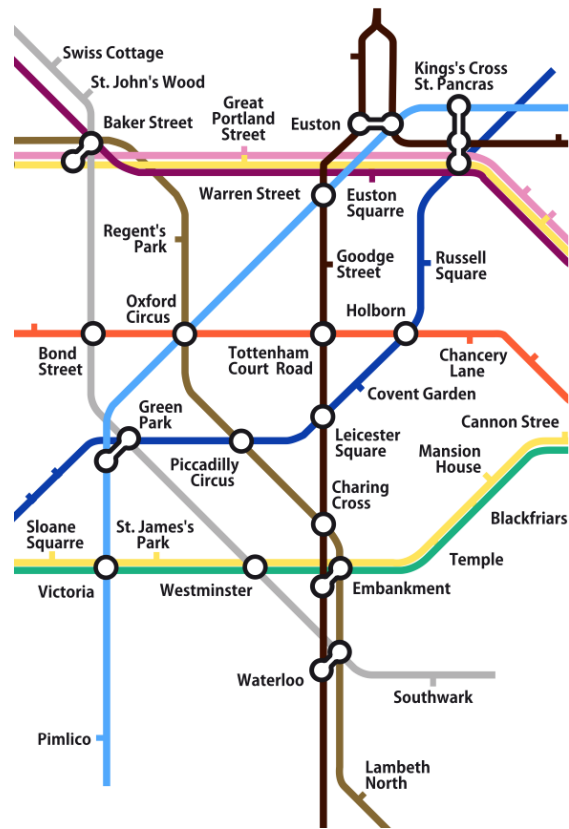 Swiss Cottage
St. John's Wood
Baker Street
Great
Portland
Street
Euston
King's Cross
St. Pancras
Warren Street
Euston
Squarre
Regent's
Park
Goodge
Street
Russell
Square
Oxford
Circus
Holborn
Bond
Street
Tottenham
Court Road
Chancery
Lane
Covent Garden
Green
Park
Piccadilly
Circus
Leicester
Square
Cannon Stree
Mansion
House
Charing
Cross
Blackfriars
Sloane
Squarre
St. James's
Park
Temple
Victoria
Westminster
Embankment
Waterloo
Southwark
Pimlico
Lambeth
North